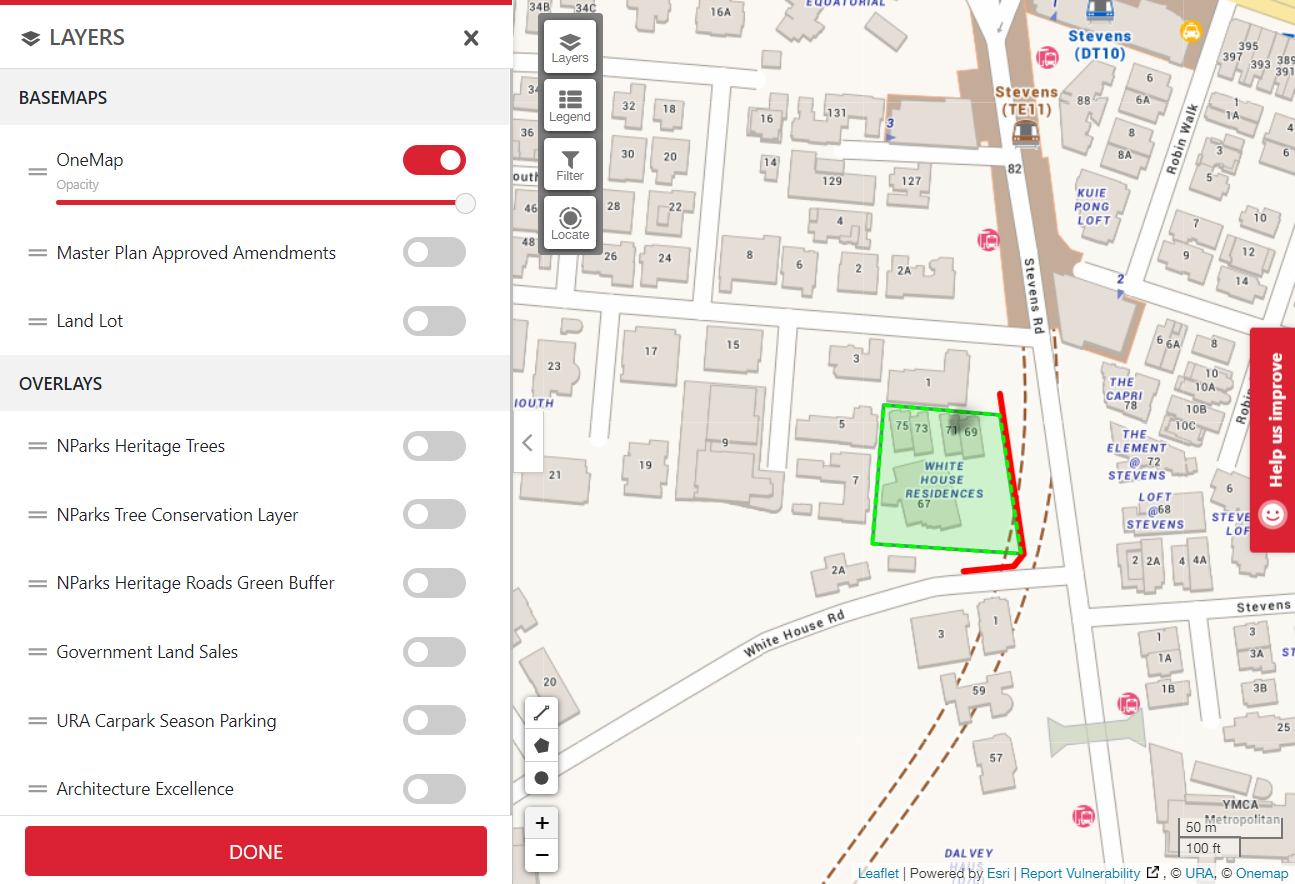 LAYERS
BASEMAPS
OneMap
Opacity
Master Plan Approved Amendments
Land Lot
OVERLAYS
NParks Heritage Trees
NParks Tree Conservation Layer
NParks Heritage Roads Green Buffer
Government Land Sales
URA Carpark Season Parking
Architecture Excellence
DONE
Layers
Legend
Filter
Locate
34B
34C
16A
EQUATORIAL
Stevens
(DT10)
Stevens
(TE11)
395
397
393
389
391
Robin Walk
88
6
6A
8
8A
1
1A
3
5
4
6
32
18
16
131
3
36
30
20
14
129
127
82
KUIE
PONG
LOFT
46
28
22
4
7
10
48
26
24
8
6
2
2A
9
12
14
2
Stevens Rd
17
15
3
1
23
6
6A
8
10
10A
10B
10C
THE
CAPRI
78
5
75
73
71
69
9
THE
ELEMENT
@ 72
STEVENS
WHITE
HOUSE
RESIDENCES
67
19
21
7
LOFT
@68
STEVENS
6
2A
2
2A
4
4A
Stevens
White House Rd
3
1
1
1A
1B
3
3A
3B
20
59
25
57
YMCA
Metropolitan
DALVEY
50 m
100 ft
Help us improve
+
−
Leaflet | Powered by Esri | Report Vulnerability , © URA, © Onemap